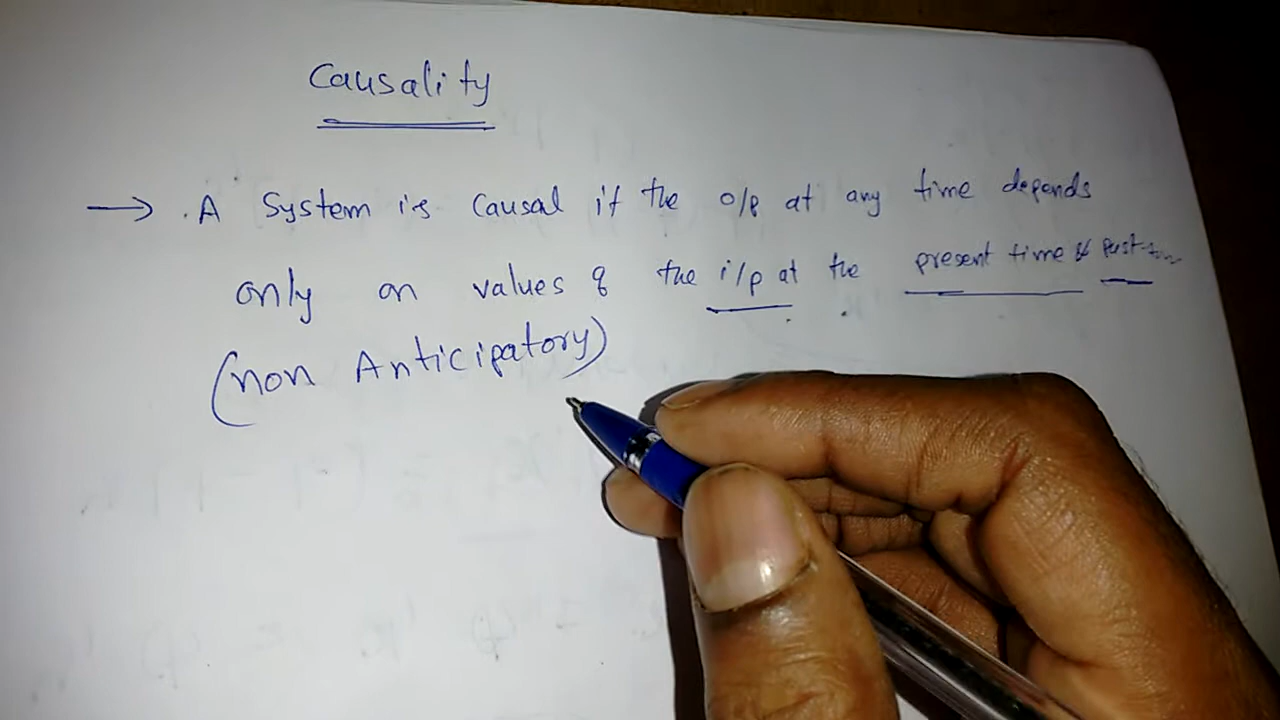 Causality
→ A System is Causal if the o/p at any time depends
only on values of the i/p at the present time & past
(non Anticipatory)